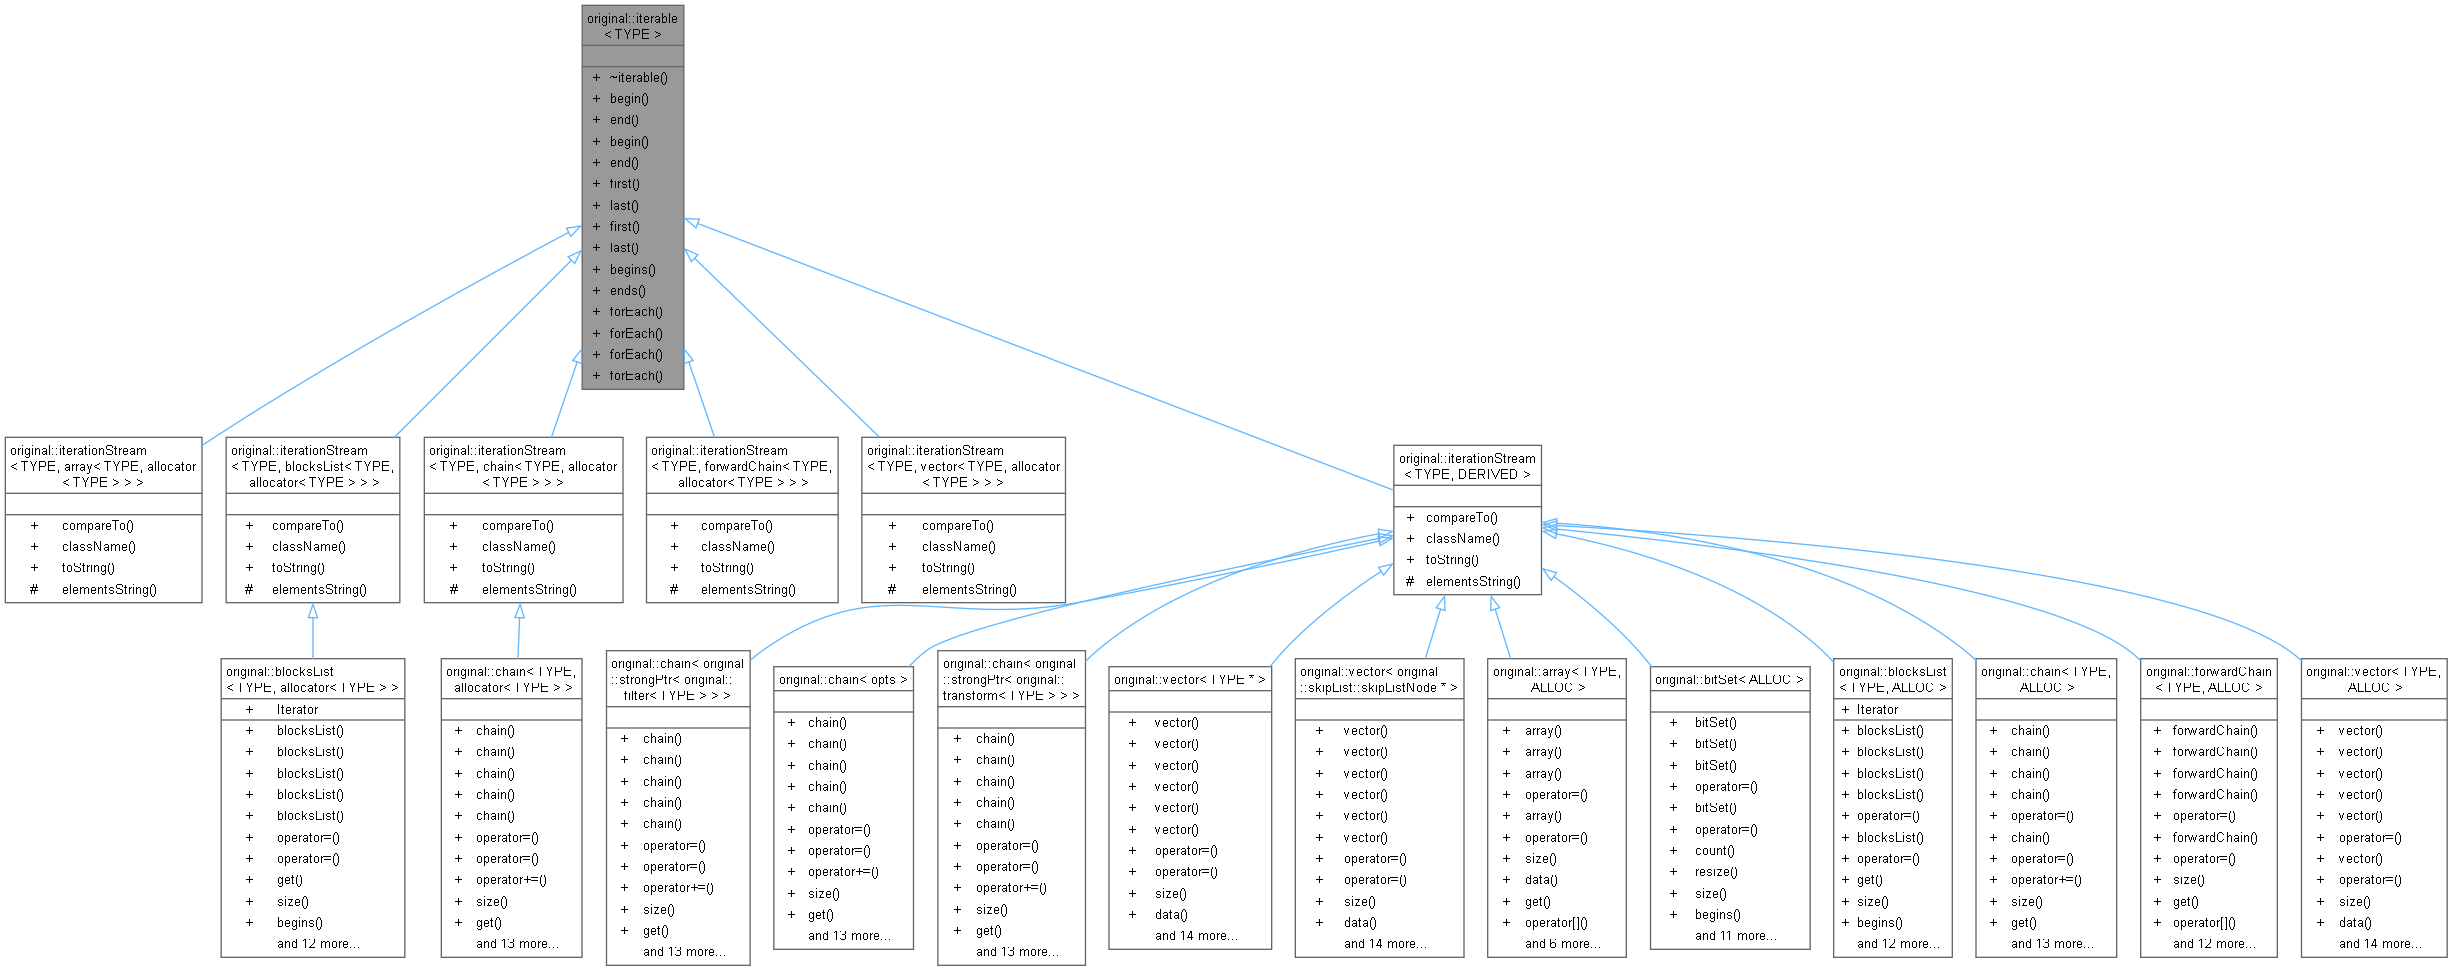 original::iterable
< TYPE >
+ ~iterable()
+ begin()
+ end()
+ begin()
+ end()
+ first()
+ last()
+ first()
+ last()
+ begins()
+ ends()
+ forEach()
+ forEach()
+ forEach()
+ forEach()
original::iterationStream
< TYPE, array< TYPE, allocator
< TYPE > > >
+ compareTo()
+ className()
+ toString()
# elementsString()
original::iterationStream
< TYPE, blocksList< TYPE,
allocator< TYPE > > >
+ compareTo()
+ className()
+ toString()
# elementsString()
original::iterationStream
< TYPE, chain< TYPE, allocator
< TYPE > > >
+ compareTo()
+ className()
+ toString()
# elementsString()
original::iterationStream
< TYPE, forwardChain< TYPE,
allocator< TYPE > > >
+ compareTo()
+ className()
+ toString()
# elementsString()
original::iterationStream
< TYPE, vector< TYPE, allocator
< TYPE > > >
+ compareTo()
+ className()
+ toString()
# elementsString()
original::iterationStream
< TYPE, DERIVED >
+ compareTo()
+ className()
+ toString()
# elementsString()
original::blocksList
< TYPE, allocator< TYPE > >
+ Iterator
+ blocksList()
+ blocksList()
+ blocksList()
+ blocksList()
+ blocksList()
+ operator=()
+ operator=()
+ get()
+ size()
+ begins()
and 12 more...
original::chain< TYPE,
allocator< TYPE > >
+ chain()
+ chain()
+ chain()
+ chain()
+ chain()
+ operator=()
+ operator=()
+ operator+=()
+ size()
+ get()
and 13 more...
original::chain< original
::strongPtr< original::
filter< TYPE > > >
+ chain()
+ chain()
+ chain()
+ chain()
+ chain()
+ operator=()
+ operator=()
+ operator+=()
+ size()
+ get()
and 13 more...
original::chain< opts >
+ chain()
+ chain()
+ chain()
+ chain()
+ chain()
+ operator=()
+ operator=()
+ operator+=()
+ size()
+ get()
and 13 more...
original::chain< original
::strongPtr< original::
transform< TYPE > > >
+ chain()
+ chain()
+ chain()
+ chain()
+ chain()
+ operator=()
+ operator=()
+ operator+=()
+ size()
+ get()
and 13 more...
original::vector< TYPE * >
+ vector()
+ vector()
+ vector()
+ vector()
+ vector()
+ vector()
+ operator=()
+ operator=()
+ size()
+ data()
and 14 more...
original::vector< original
::skipList::skipListNode * >
+ vector()
+ vector()
+ vector()
+ vector()
+ vector()
+ vector()
+ operator=()
+ operator=()
+ size()
+ data()
and 14 more...
original::array< TYPE,
ALLOC >
+ array()
+ array()
+ array()
+ operator=()
+ array()
+ operator=()
+ size()
+ data()
+ get()
+ operator[]()
and 6 more...
original::bitSet< ALLOC >
+ bitSet()
+ bitSet()
+ bitSet()
+ operator=()
+ bitSet()
+ operator=()
+ count()
+ resize()
+ size()
+ begins()
and 11 more...
original::blocksList
< TYPE, ALLOC >
+ Iterator
+ blocksList()
+ blocksList()
+ blocksList()
+ blocksList()
+ operator=()
+ blocksList()
+ operator=()
+ get()
+ size()
+ begins()
and 12 more...
original::chain< TYPE,
ALLOC >
+ chain()
+ chain()
+ chain()
+ chain()
+ operator=()
+ chain()
+ operator=()
+ operator+=()
+ size()
+ get()
and 13 more...
original::forwardChain
< TYPE, ALLOC >
+ forwardChain()
+ forwardChain()
+ forwardChain()
+ forwardChain()
+ operator=()
+ forwardChain()
+ operator=()
+ size()
+ get()
+ operator[]()
and 12 more...
original::vector< TYPE,
ALLOC >
+ vector()
+ vector()
+ vector()
+ vector()
+ vector()
+ operator=()
+ vector()
+ operator=()
+ size()
+ data()
and 14 more...